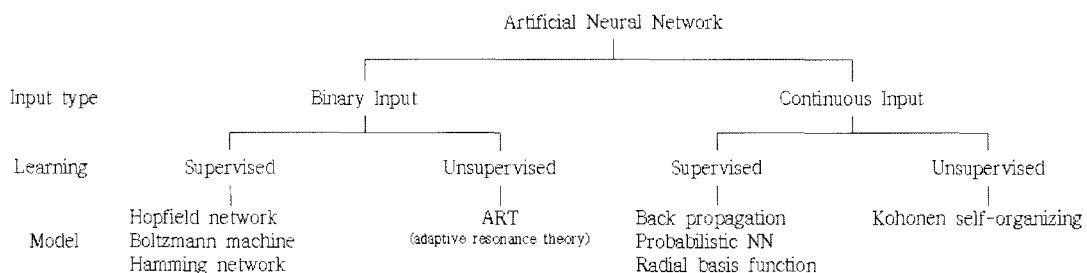 Artificial Neural Network
Input type Binary Input Continuous Input
Learning Supervised Unsupervised Supervised Unsupervised
Hopfield network ART Back propagation Kohonen self-organizing
Model Boltzmann machine (adaptive resonance theory) Probabilistic NN
Hamming network Radial basis function